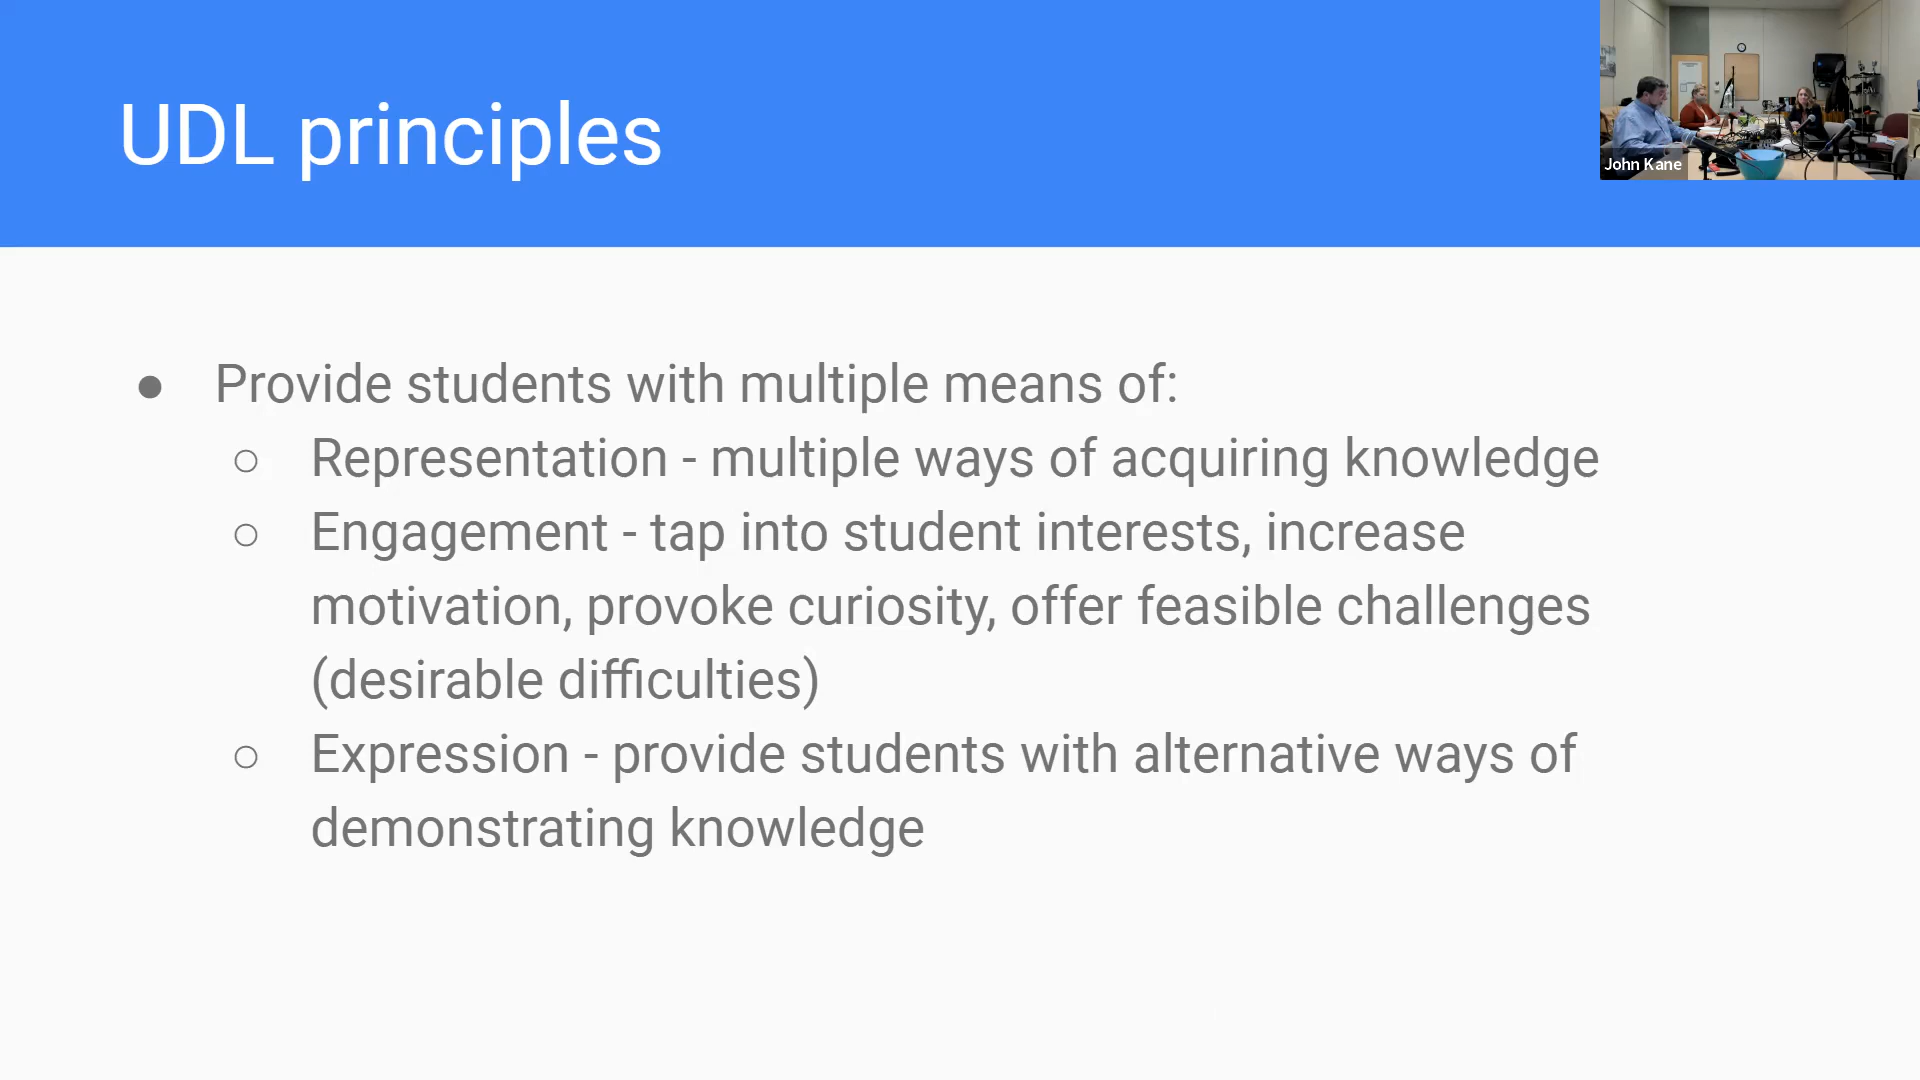 UDL principles
John Kane
● Provide students with multiple means of:
○ Representation - multiple ways of acquiring knowledge
○ Engagement - tap into student interests, increase
motivation, provoke curiosity, offer feasible challenges
(desirable difficulties)
○ Expression - provide students with alternative ways of
demonstrating knowledge